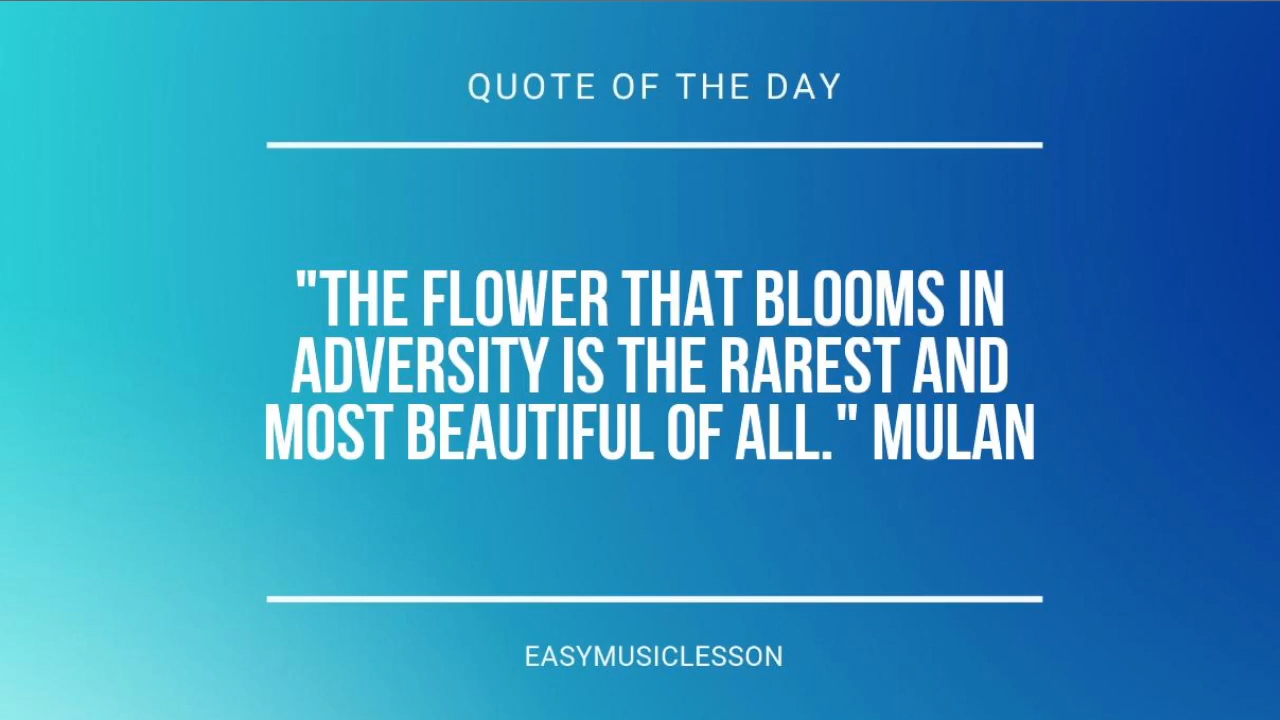 QUOTE OF THE DAY
"THE FLOWER THAT BLOOMS IN
ADVERSITY IS THE RAREST AND
MOST BEAUTIFUL OF ALL." MULAN
EASYMUSICLESSON